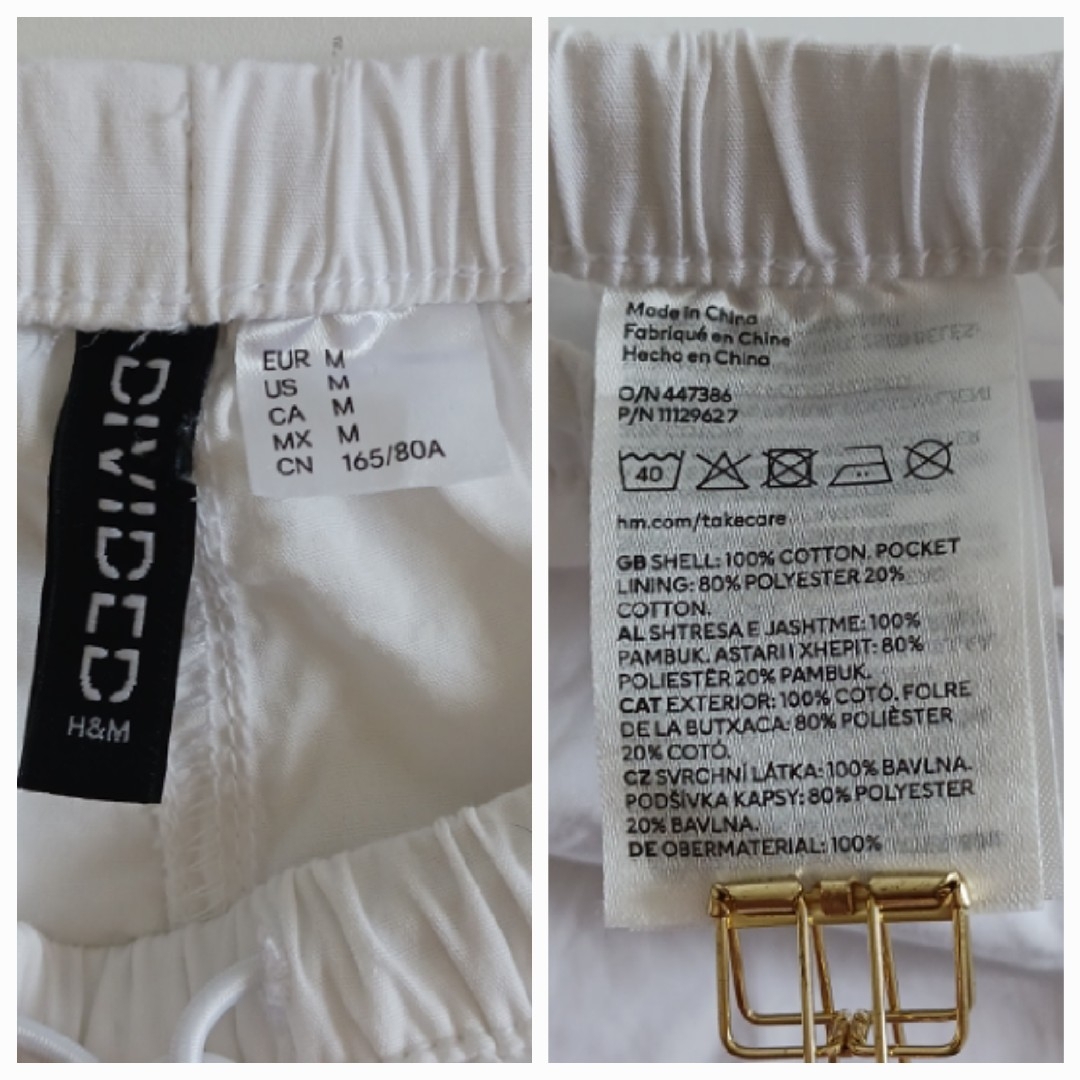 DIVIDED
H&M
EUR M
US M
CA M
MX M
CN 165/80A
Made in China
Fabriqué en Chine
Hecho en China
O/N 447386
P/N 11129627
40
hm.com/takecare
GB SHELL: 100% COTTON. POCKET
LINING: 80% POLYESTER 20%
COTTON.
AL SHTRESA E JASHTME: 100%
PAMBUK. ASTARI I XHEPIT: 80%
POLIESTËR 20% PAMBUK.
CAT EXTERIOR: 100% COTÓ. FOLRE
DE LA BUTXACA: 80% POLIÈSTER
20% COTÓ.
CZ SVRCHNÍ LÁTKA: 100% BAVLNA.
PODŠÍVKA KAPSY: 80% POLYESTER
20% BAVLNA.
DE OBERMATERIAL: 100%